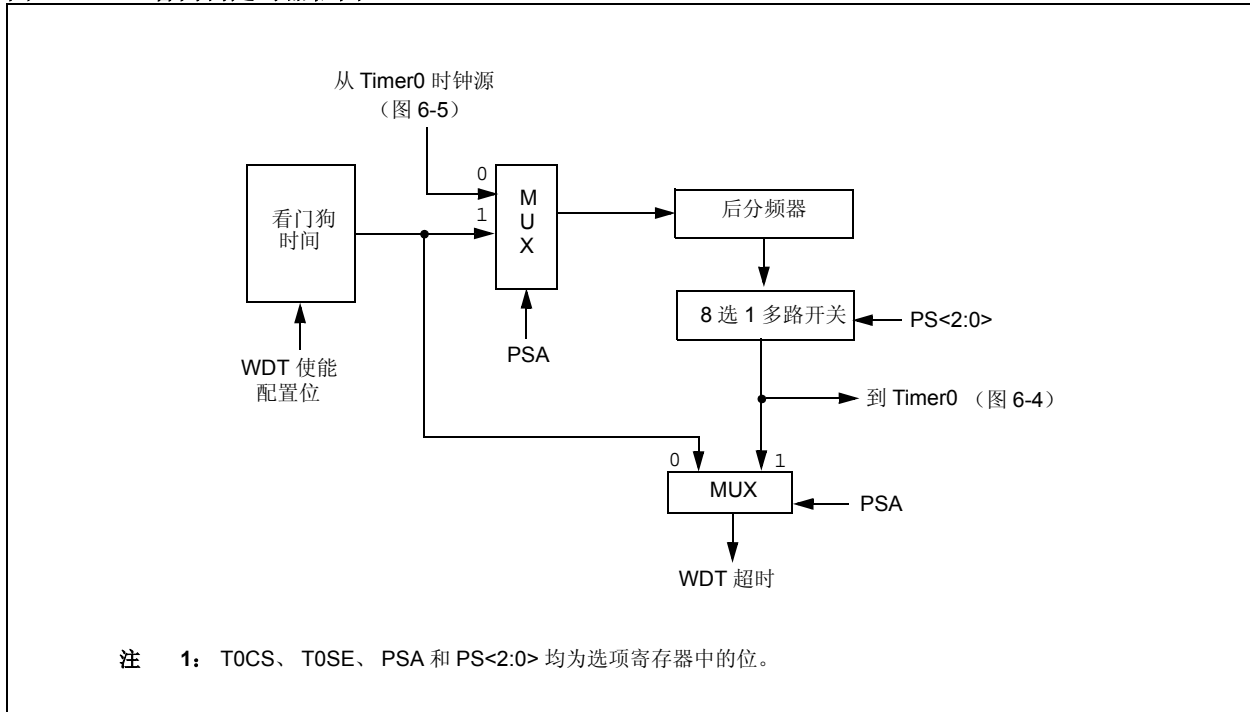 从 Timer0 时钟源
（图 6-5）
0
1
M
U
X
看门狗
时间
后分频器
8 选 1 多路开关
PS<2:0>
PSA
WDT 使能
配置位
到 Timer0 （图 6-4）
0
1
MUX
PSA
WDT 超时
注 1： T0CS、 T0SE、 PSA 和 PS<2:0> 均为选项寄存器中的位。